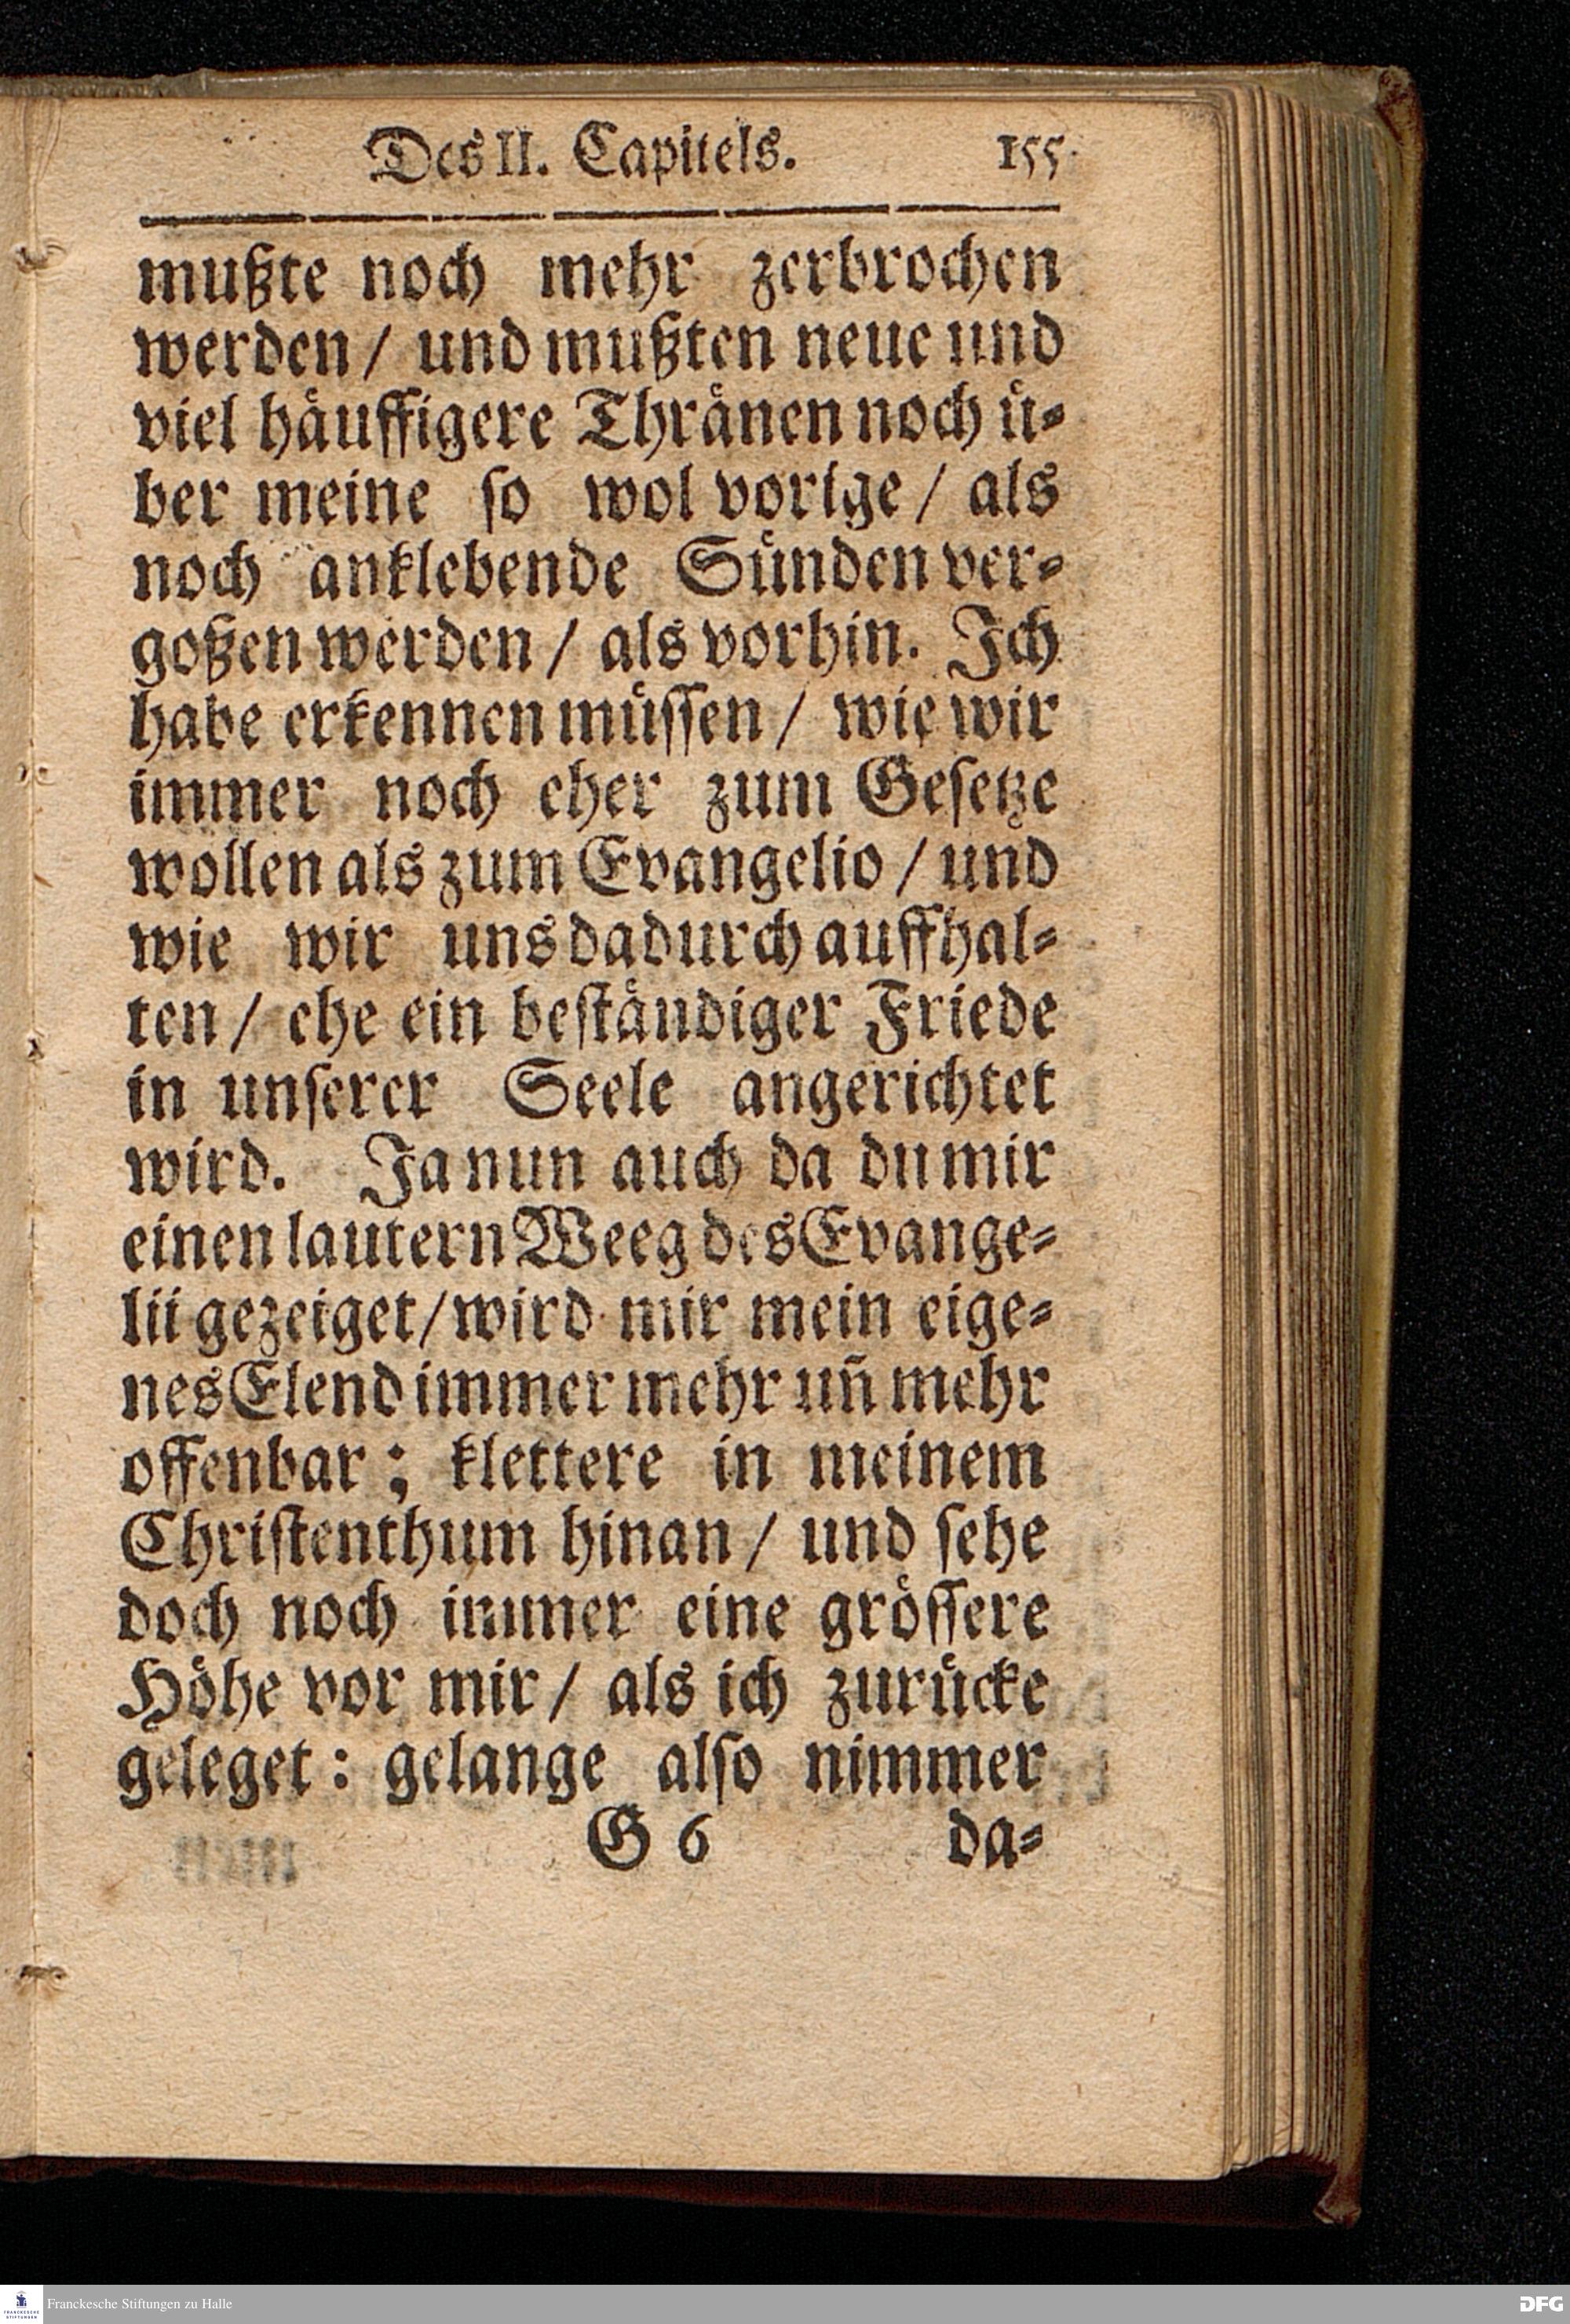 Des II. Capitels. 155
mußte noch mehr zerbrochen
werden / und mußten neue und
viel häuffigere Thränen noch ü-
ber meine so wol vorige / als
noch anklebende Sünden ver-
goßen werden / als vorhin. Ich
habe erkennen müssen / wie wir
immer noch eher zum Gesetze
wollen als zum Evangelio / und
wie wir uns dadurch auffhal-
ten / ehe ein beständiger Friede
in unserer Seele angerichtet
wird. Ja nun auch da du mir
einen lautern Weeg des Evange-
lii gezeiget / wird mir mein eige-
nes Elend immer mehr uñ mehr
offenbar ; klettere in meinem
Christenthum hinan / und sehe
doch noch immer eine grössere
Höhe vor mir / als ich zurücke
geleget : gelange also nimmer
G 6 da-
FRANCKESCHE STIFTUNGEN
Franckesche Stiftungen zu Halle
DFG